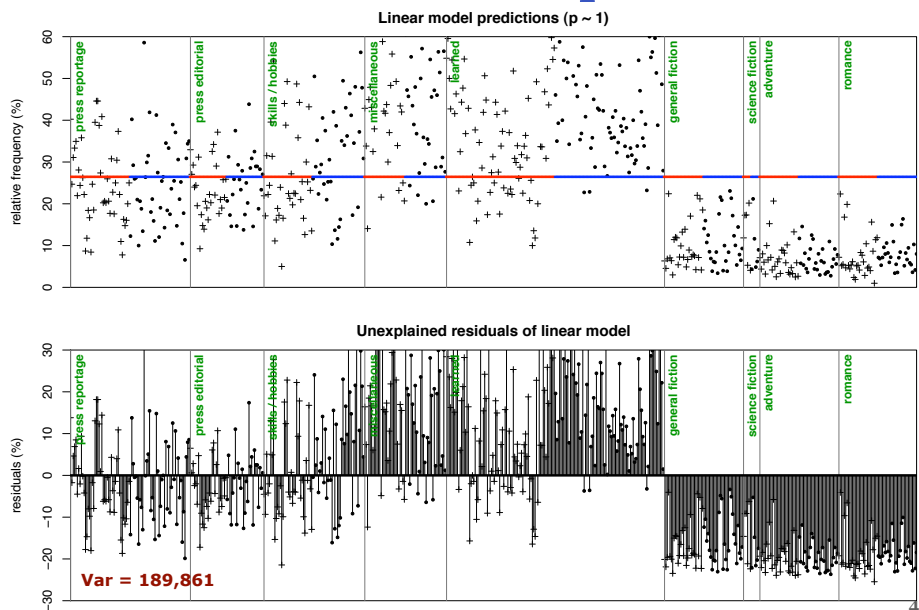 Linear model predictions (p ~ 1)
relative frequency (%)
60
50
40
30
20
10
0
press reportage
press editorial
skills / hobbies
miscellaneous
learned
general fiction
science fiction
adventure
romance
Unexplained residuals of linear model
residuals (%)
30
20
10
0
-10
-20
-30
press reportage
press editorial
skills / hobbies
miscellaneous
learned
general fiction
science fiction
adventure
romance
Var = 189,861
4